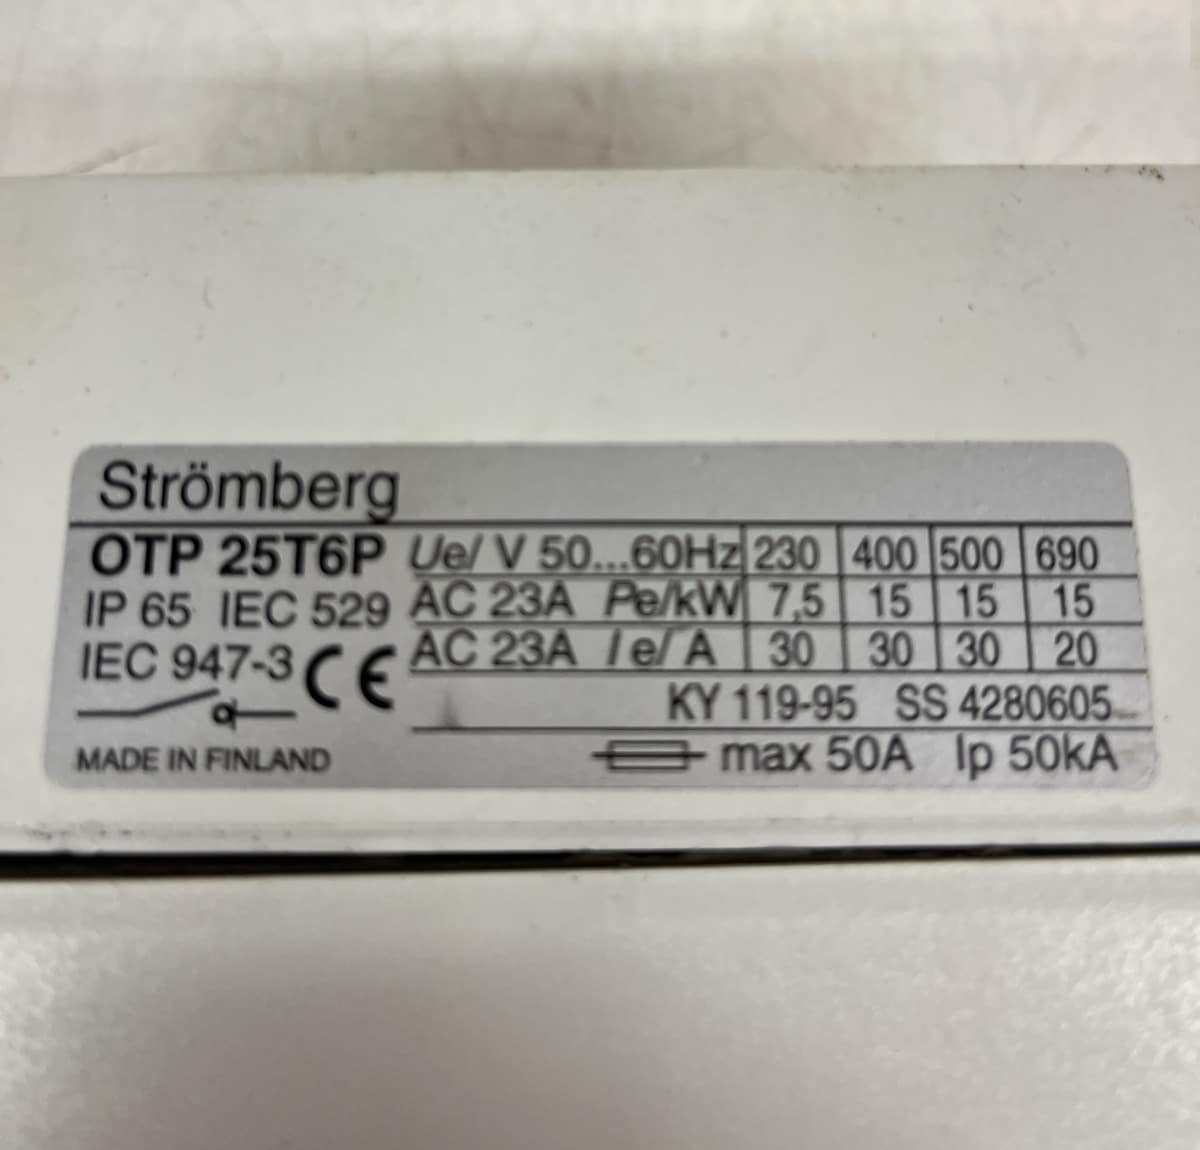 Strömberg
OTP 25T6P Ue/ V 50...60Hz 230 400 500 690
IP 65 IEC 529 AC 23A Pe/kW 7,5 15 15 15
IEC 947-3 CE AC 23A Ie/ A 30 30 30 20
KY 119-95 SS 4280605
MADE IN FINLAND max 50A Ip 50kA